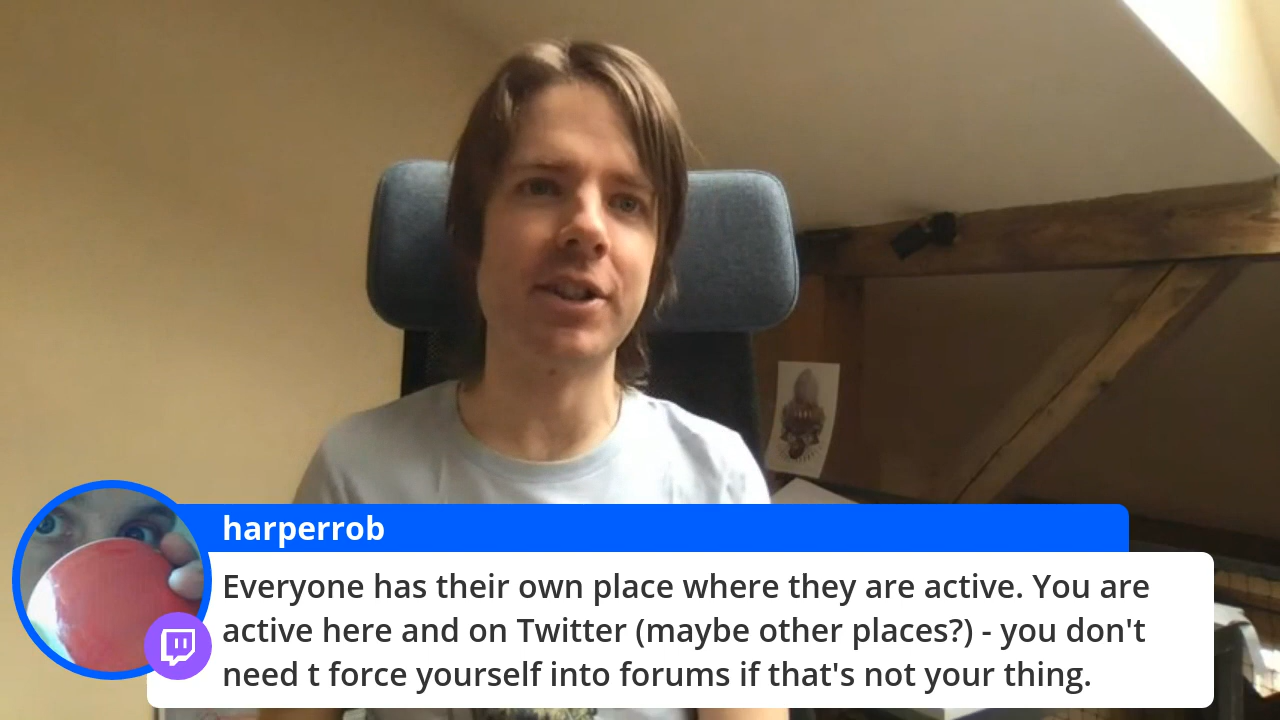 harperrob
Everyone has their own place where they are active. You are
active here and on Twitter (maybe other places?) - you don't
need t force yourself into forums if that's not your thing.